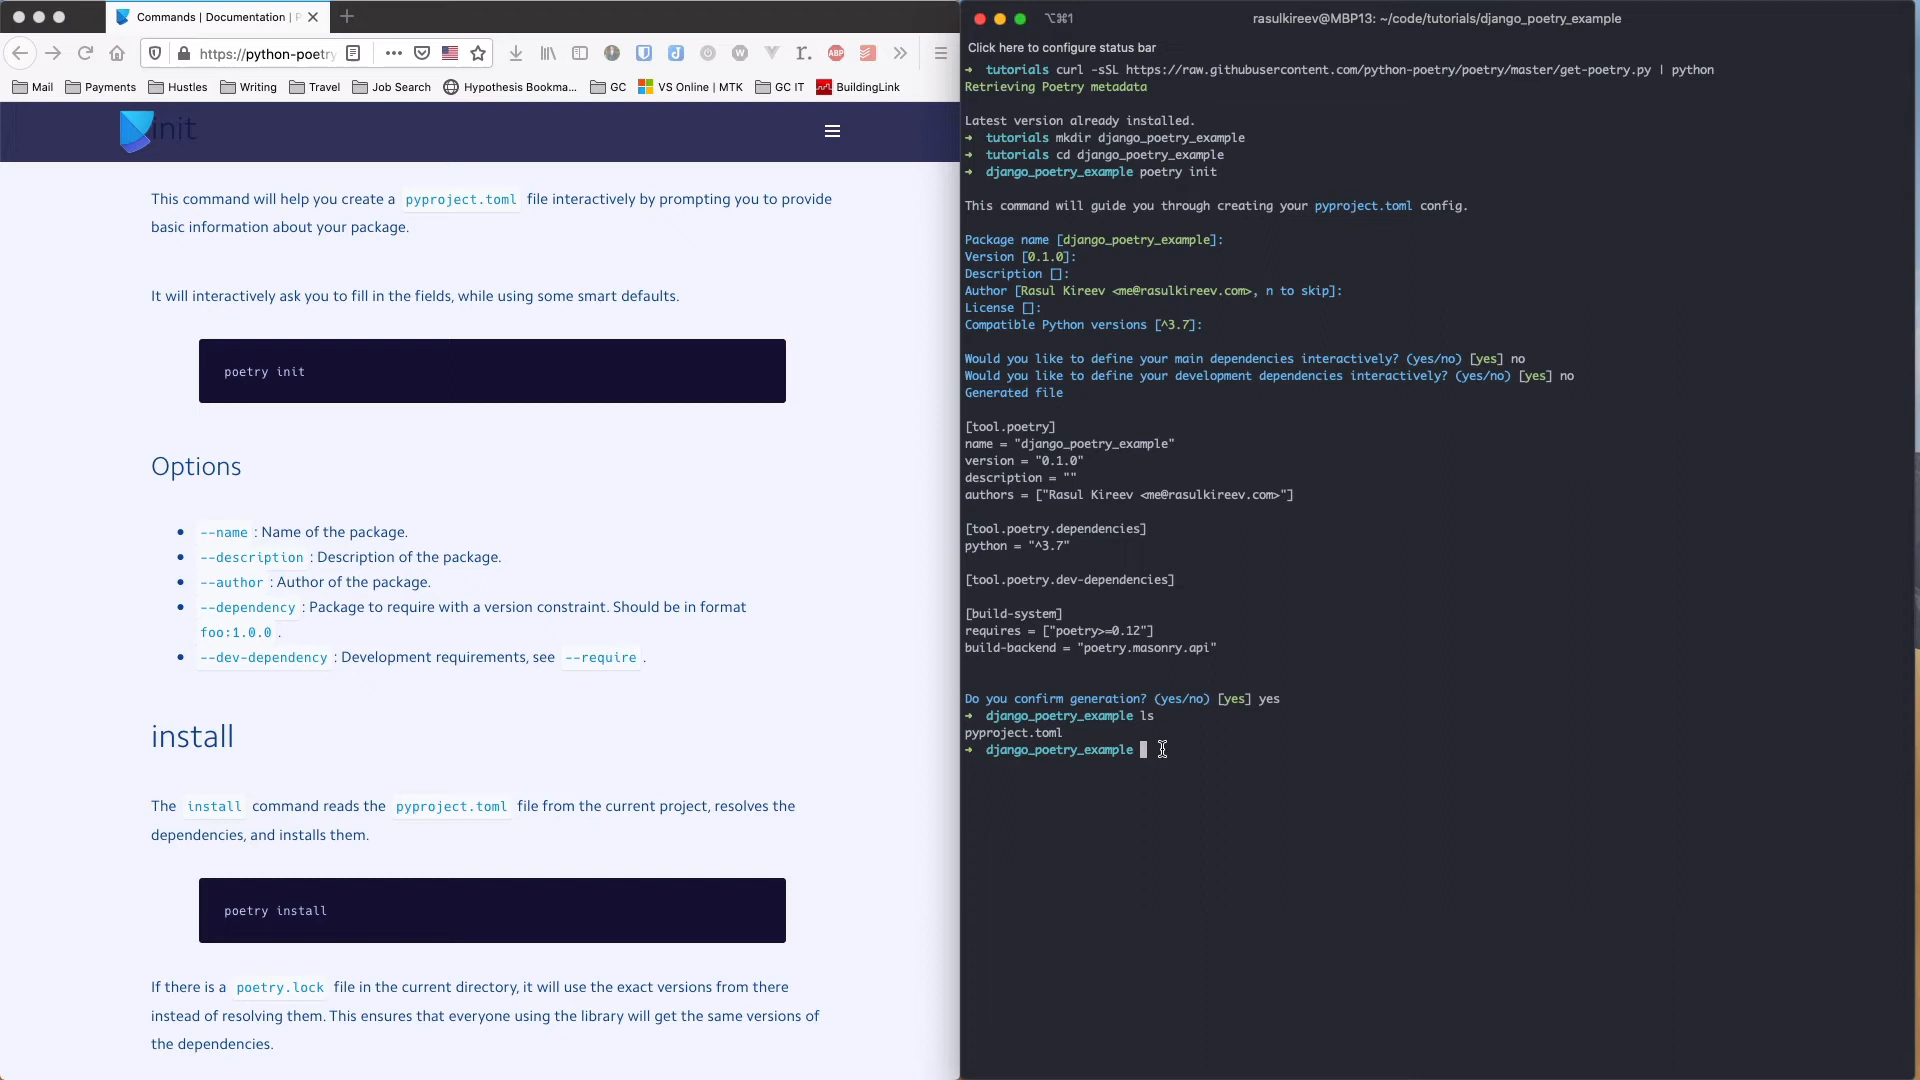 Commands | Documentation | P
https://python-poetry
Mail
Payments
Hustles
Writing
Travel
Job Search
Hypothesis Bookma...
GC
VS Online | MTK
GC IT
BuildingLink
init
This command will help you create a pyproject.toml file interactively by prompting you to provide
basic information about your package.
It will interactively ask you to fill in the fields, while using some smart defaults.
poetry init
Options
--name : Name of the package.
--description : Description of the package.
--author : Author of the package.
--dependency : Package to require with a version constraint. Should be in format
foo:1.0.0 .
--dev-dependency : Development requirements, see --require .
install
The install command reads the pyproject.toml file from the current project, resolves the
dependencies, and installs them.
poetry install
If there is a poetry.lock file in the current directory, it will use the exact versions from there
instead of resolving them. This ensures that everyone using the library will get the same versions of
the dependencies.
⌥⌘1
rasulkireev@MBP13: ~/code/tutorials/django_poetry_example
Click here to configure status bar
➜ tutorials curl -sSL https://raw.githubusercontent.com/python-poetry/poetry/master/get-poetry.py | python
Retrieving Poetry metadata
Latest version already installed.
➜ tutorials mkdir django_poetry_example
➜ tutorials cd django_poetry_example
➜ django_poetry_example poetry init
This command will guide you through creating your pyproject.toml config.
Package name [django_poetry_example]:
Version [0.1.0]:
Description []:
Author [Rasul Kireev <me@rasulkireev.com>, n to skip]:
License []:
Compatible Python versions [^3.7]:
Would you like to define your main dependencies interactively? (yes/no) [yes] no
Would you like to define your development dependencies interactively? (yes/no) [yes] no
Generated file
[tool.poetry]
name = "django_poetry_example"
version = "0.1.0"
description = ""
authors = ["Rasul Kireev <me@rasulkireev.com>"]
[tool.poetry.dependencies]
python = "^3.7"
[tool.poetry.dev-dependencies]
[build-system]
requires = ["poetry>=0.12"]
build-backend = "poetry.masonry.api"
Do you confirm generation? (yes/no) [yes] yes
➜ django_poetry_example ls
pyproject.toml
➜ django_poetry_example